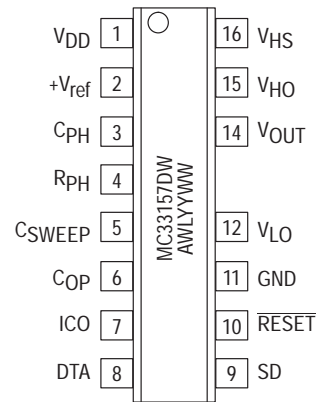 VDD 1 16 VHS
+Vref 2 15 VHO
CPH 3 14 VOUT
RPH 4
CSWEEP 5 12 VLO
COP 6 11 GND
ICO 7 10 RESET
DTA 8 9 SD
MC33157DW
AWLYYWW